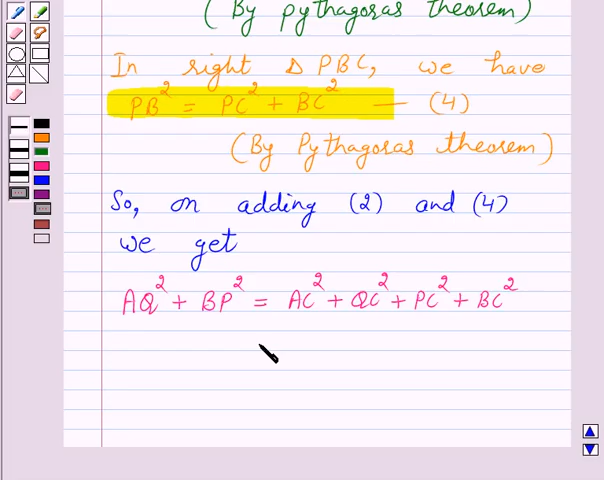 (By pythagoras theorem)
In right Δ PBC, we have
PB² = PC² + BC² — (4)
(By Pythagoras theorem)
So, on adding (2) and (4)
we get
AQ² + BP² = AC² + QC² + PC² + BC²